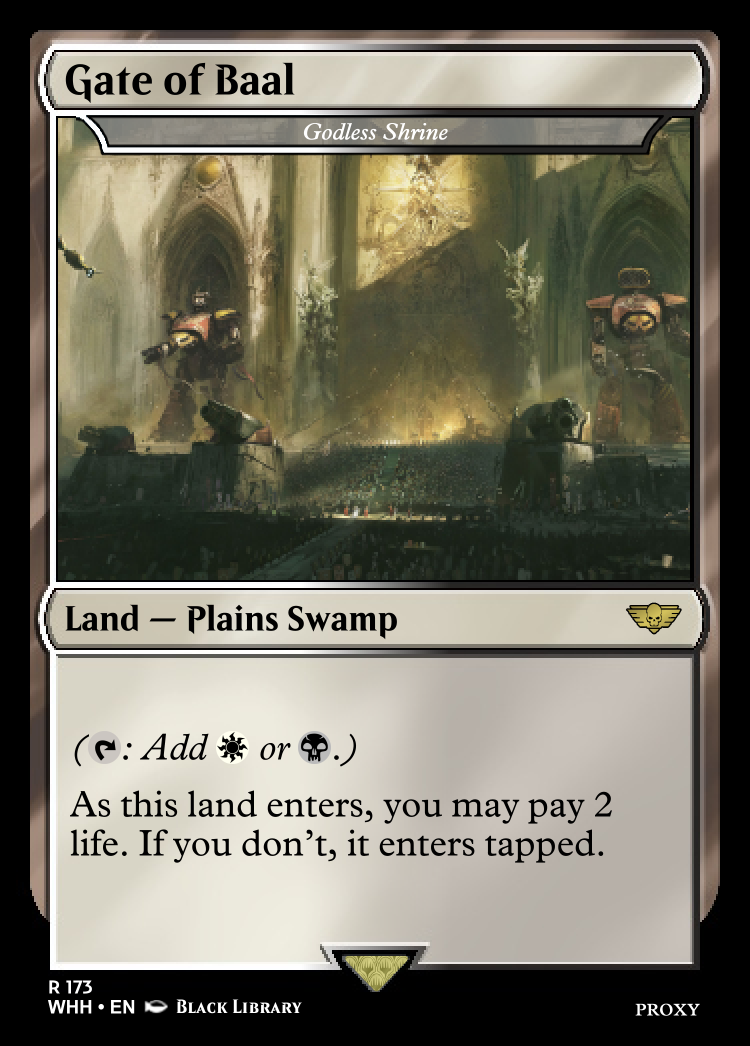 Gate of Baal
Godless Shrine
Land — Plains Swamp
(: Add or .)
As this land enters, you may pay 2
life. If you don’t, it enters tapped.
R 173
WHH • EN BLACK LIBRARY
PROXY